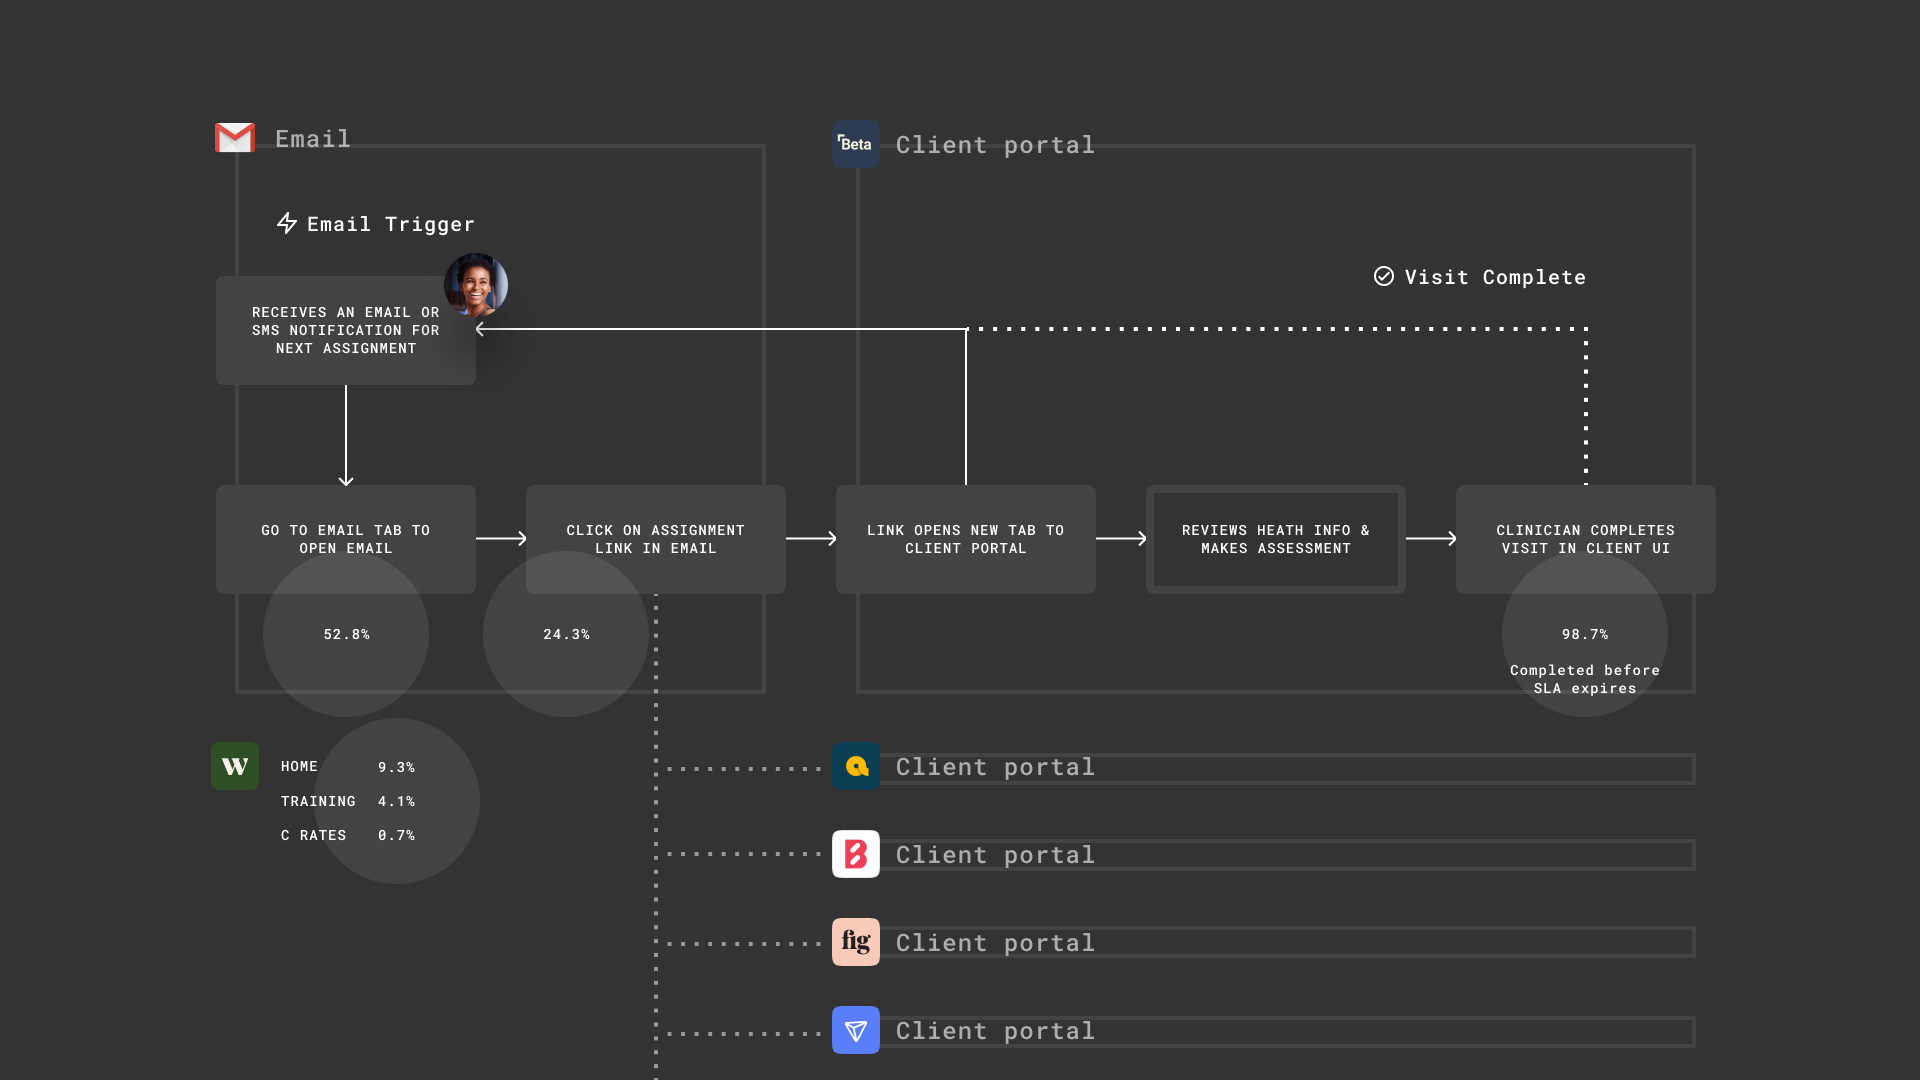 Email
Beta
Client portal
Email Trigger
Visit Complete
RECEIVES AN EMAIL OR
SMS NOTIFICATION FOR
NEXT ASSIGNMENT
GO TO EMAIL TAB TO
OPEN EMAIL
CLICK ON ASSIGNMENT
LINK IN EMAIL
LINK OPENS NEW TAB TO
CLIENT PORTAL
REVIEWS HEATH INFO &
MAKES ASSESSMENT
CLINICIAN COMPLETES
VISIT IN CLIENT UI
52.8%
24.3%
98.7%
Completed before
SLA expires
W
HOME 9.3%
TRAINING 4.1%
C RATES 0.7%
Client portal
B
Client portal
fig
Client portal
Client portal